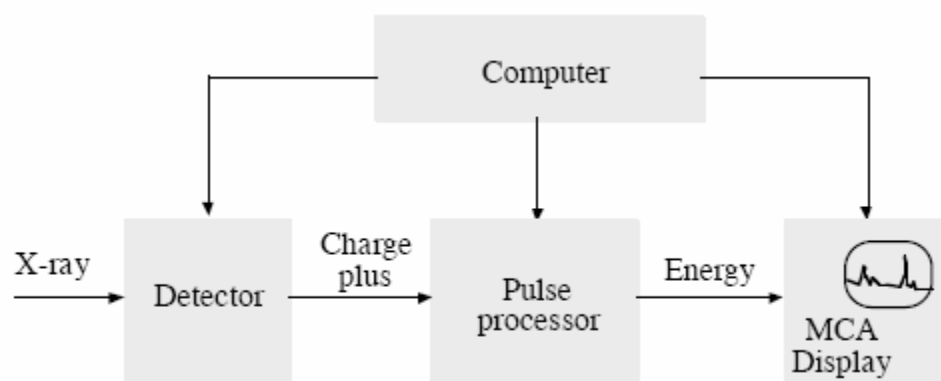 Computer
X-ray
Detector
Charge
plus
Pulse
processor
Energy
MCA
Display